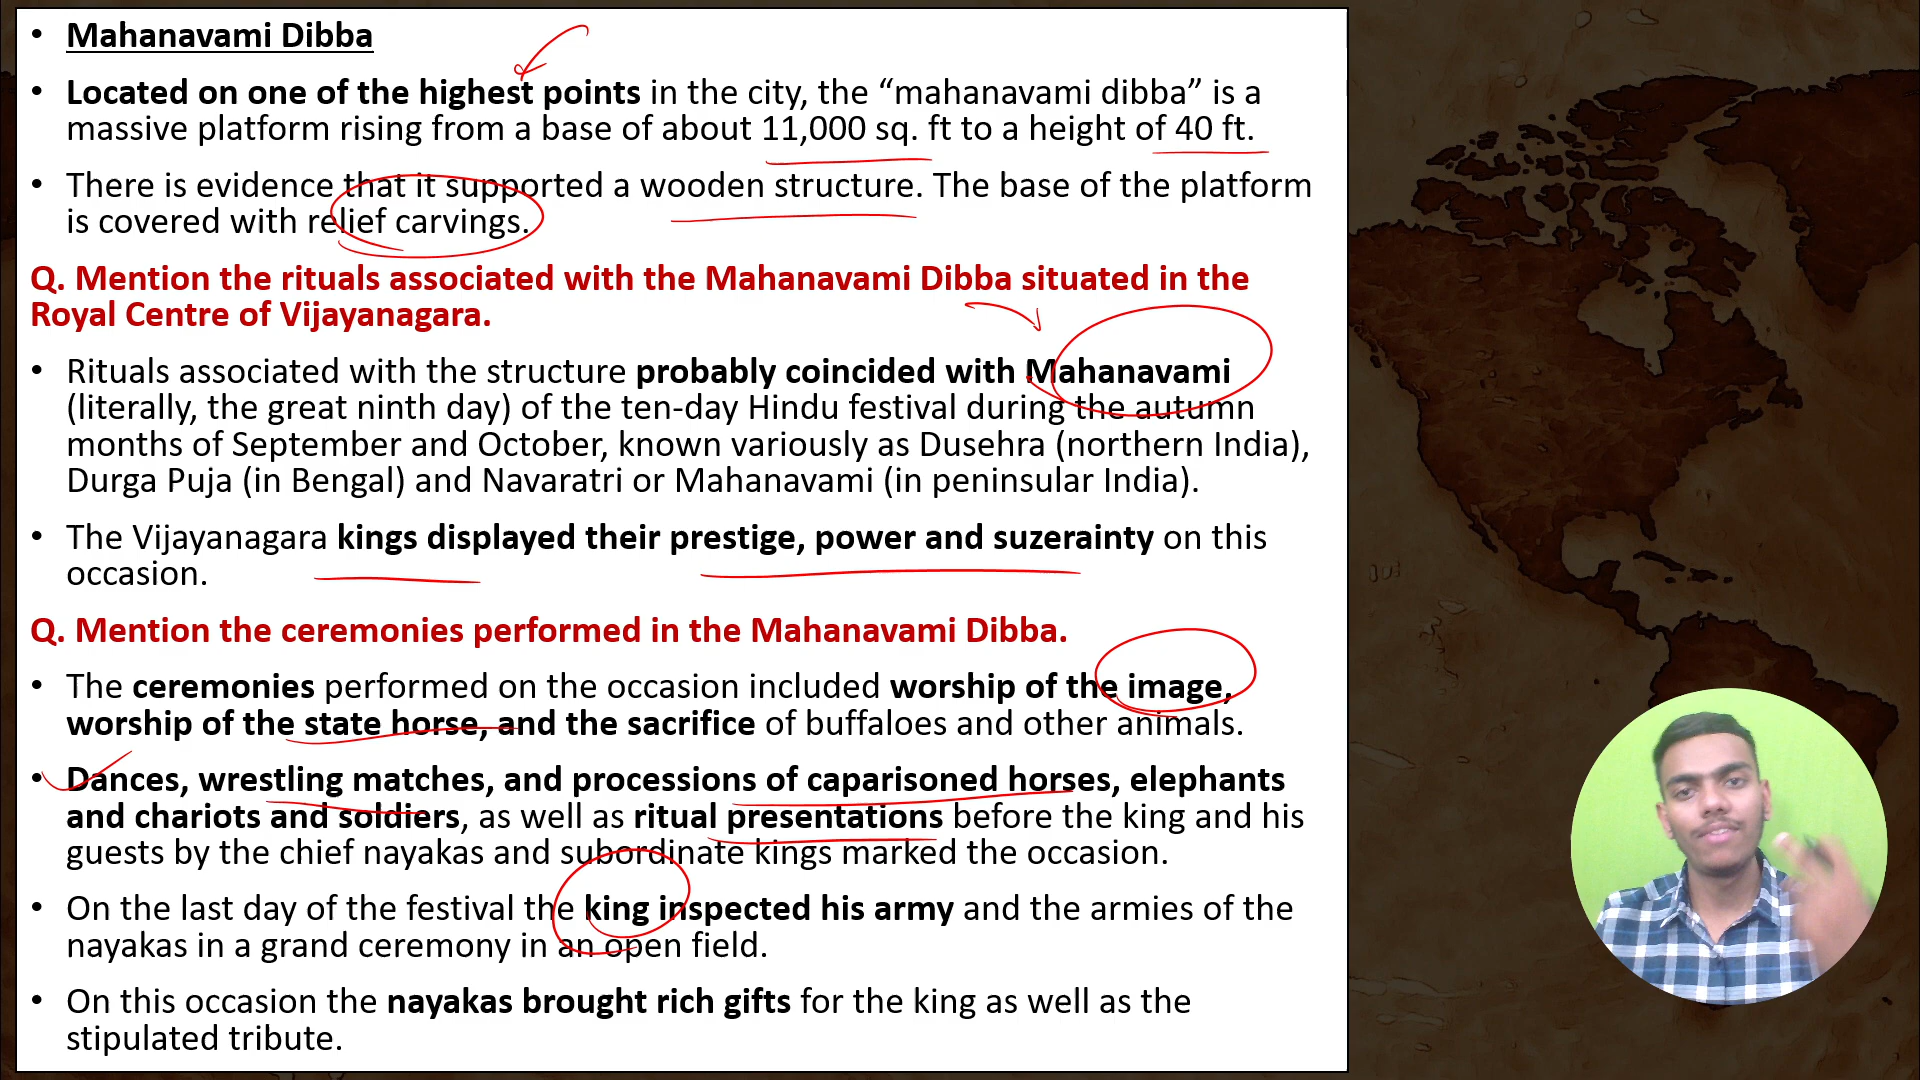 • Mahanavami Dibba
• Located on one of the highest points in the city, the “mahanavami dibba” is a
massive platform rising from a base of about 11,000 sq. ft to a height of 40 ft.
• There is evidence that it supported a wooden structure. The base of the platform
is covered with relief carvings.
Q. Mention the rituals associated with the Mahanavami Dibba situated in the
Royal Centre of Vijayanagara.
• Rituals associated with the structure probably coincided with Mahanavami
(literally, the great ninth day) of the ten-day Hindu festival during the autumn
months of September and October, known variously as Dusehra (northern India),
Durga Puja (in Bengal) and Navaratri or Mahanavami (in peninsular India).
• The Vijayanagara kings displayed their prestige, power and suzerainty on this
occasion.
Q. Mention the ceremonies performed in the Mahanavami Dibba.
• The ceremonies performed on the occasion included worship of the image,
worship of the state horse, and the sacrifice of buffaloes and other animals.
• Dances, wrestling matches, and processions of caparisoned horses, elephants
and chariots and soldiers, as well as ritual presentations before the king and his
guests by the chief nayakas and subordinate kings marked the occasion.
• On the last day of the festival the king inspected his army and the armies of the
nayakas in a grand ceremony in an open field.
• On this occasion the nayakas brought rich gifts for the king as well as the
stipulated tribute.